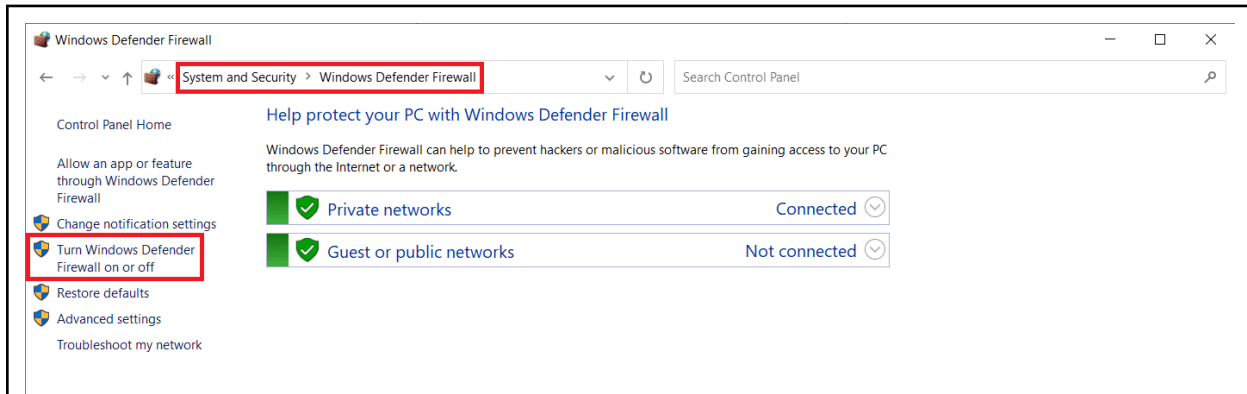 Windows Defender Firewall
« System and Security > Windows Defender Firewall
Search Control Panel
Control Panel Home
Allow an app or feature
through Windows Defender
Firewall
Change notification settings
Turn Windows Defender
Firewall on or off
Restore defaults
Advanced settings
Troubleshoot my network
Help protect your PC with Windows Defender Firewall
Windows Defender Firewall can help to prevent hackers or malicious software from gaining access to your PC
through the Internet or a network.
Private networks Connected
Guest or public networks Not connected